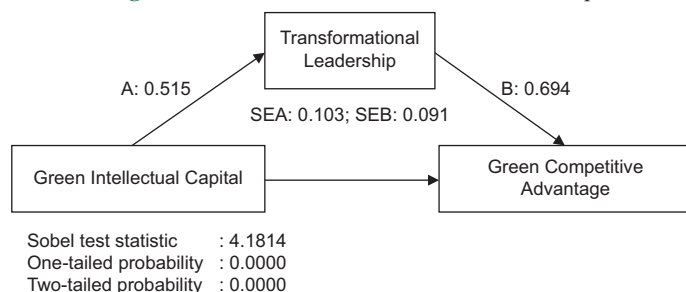 Transformational
Leadership
A: 0.515
B: 0.694
SEA: 0.103; SEB: 0.091
Green Intellectual Capital
Green Competitive
Advantage
Sobel test statistic : 4.1814
One-tailed probability : 0.0000
Two-tailed probability : 0.0000